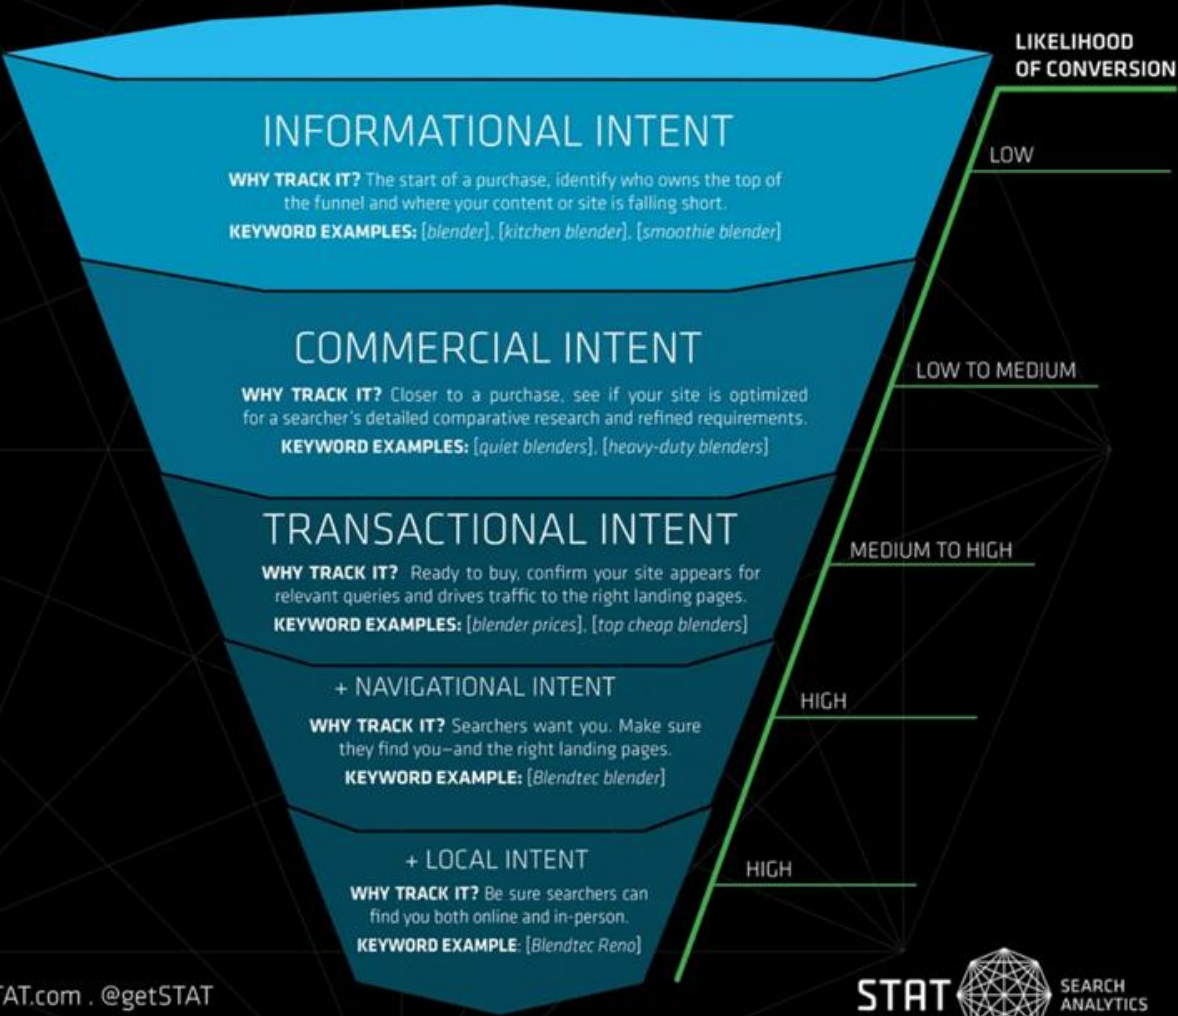 LIKELIHOOD
OF CONVERSION
INFORMATIONAL INTENT
WHY TRACK IT? The start of a purchase, identify who owns the top of
the funnel and where your content or site is falling short.
KEYWORD EXAMPLES: [blender], [kitchen blender], [smoothie blender]
LOW
COMMERCIAL INTENT
WHY TRACK IT? Closer to a purchase, see if your site is optimized
for a searcher's detailed comparative research and refined requirements.
KEYWORD EXAMPLES: [quiet blenders], [heavy-duty blenders]
LOW TO MEDIUM
TRANSACTIONAL INTENT
WHY TRACK IT? Ready to buy, confirm your site appears for
relevant queries and drives traffic to the right landing pages.
KEYWORD EXAMPLES: [blender prices], [top cheap blenders]
MEDIUM TO HIGH
+ NAVIGATIONAL INTENT
WHY TRACK IT? Searchers want you. Make sure
they find you—and the right landing pages.
KEYWORD EXAMPLE: [Blendtec blender]
HIGH
+ LOCAL INTENT
WHY TRACK IT? Be sure searchers can
find you both online and in-person.
KEYWORD EXAMPLE: [Blendtec Reno]
HIGH
TAT.com . @getSTAT
STAT SEARCH
ANALYTICS